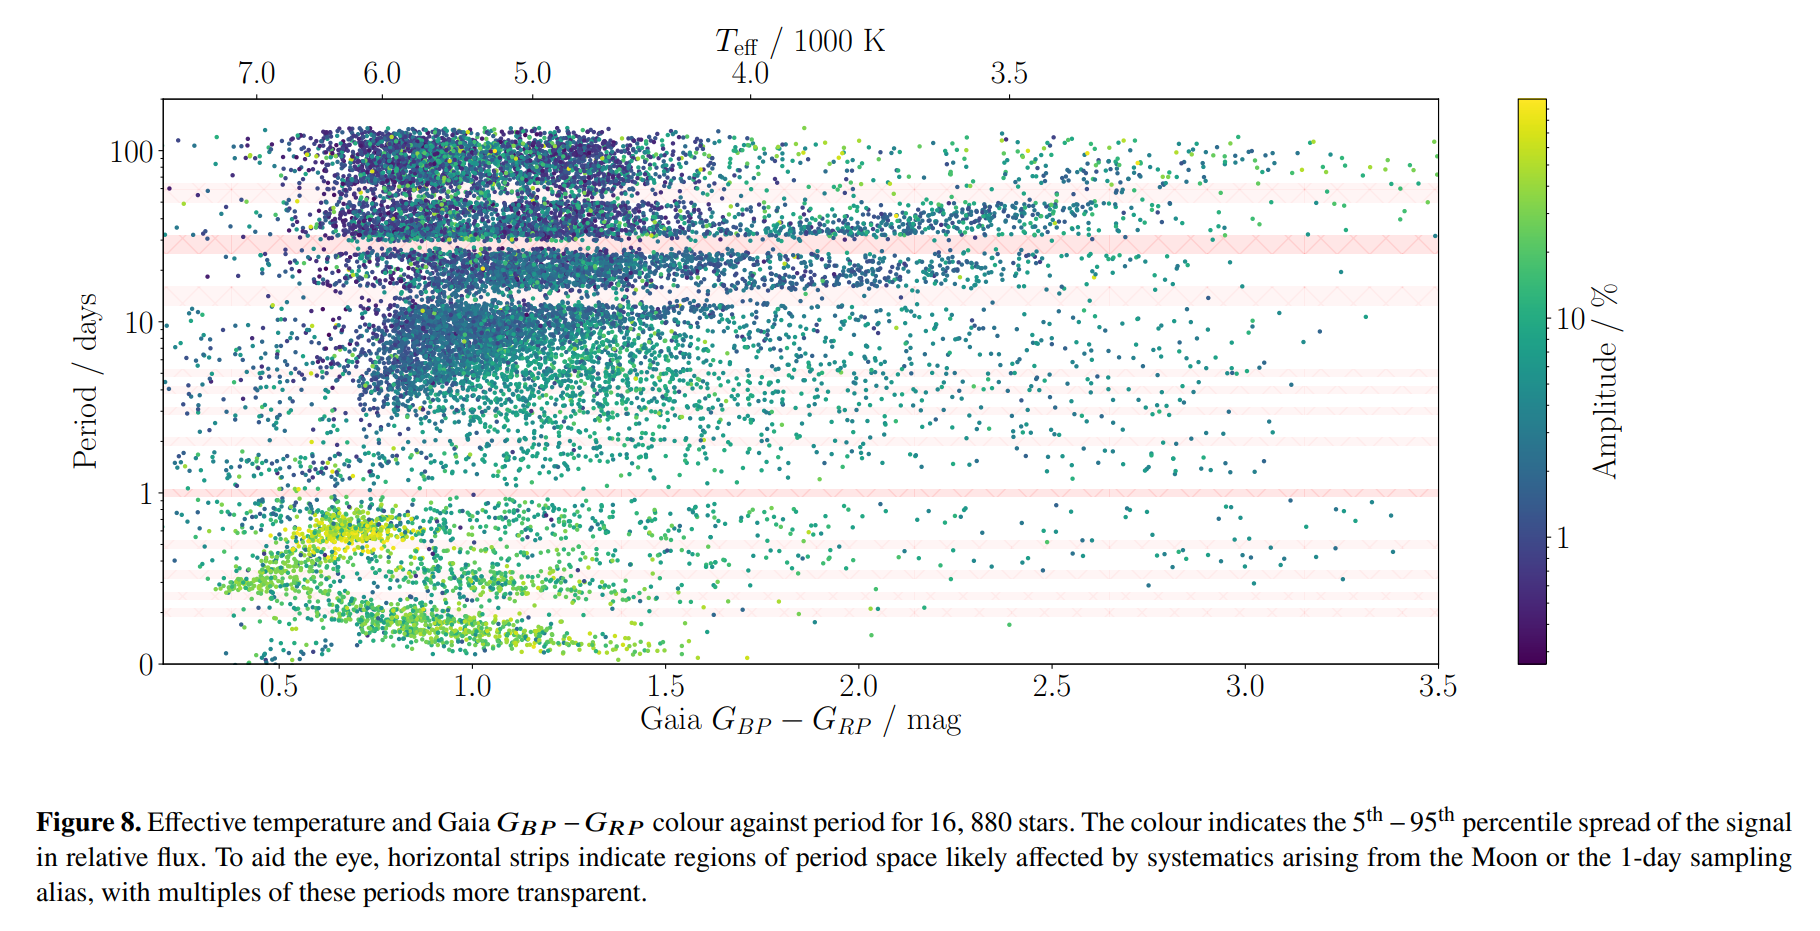 T_eff / 1000 K
7.0 6.0 5.0 4.0 3.5
100
10
1
0
Period / days
0.5 1.0 1.5 2.0 2.5 3.0 3.5
Gaia G_BP − G_RP / mag
10
1
Amplitude / %
Figure 8. Effective temperature and Gaia G_BP − G_RP colour against period for 16, 880 stars. The colour indicates the 5th – 95th percentile spread of the signal
in relative flux. To aid the eye, horizontal strips indicate regions of period space likely affected by systematics arising from the Moon or the 1-day sampling
alias, with multiples of these periods more transparent.